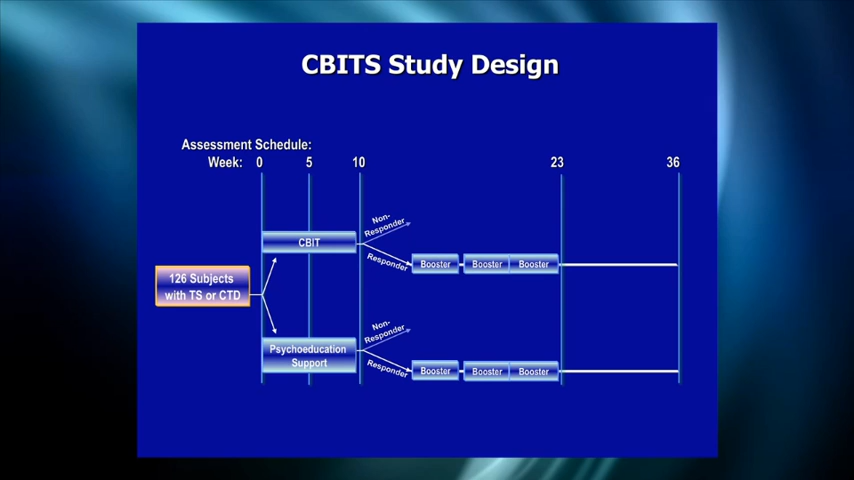 CBITS Study Design
Assessment Schedule:
Week: 0 5 10 23 36
Non-
Responder
CBIT
Responder
Booster Booster Booster
126 Subjects
with TS or CTD
Non-
Responder
Psychoeducation
Support
Responder
Booster Booster Booster